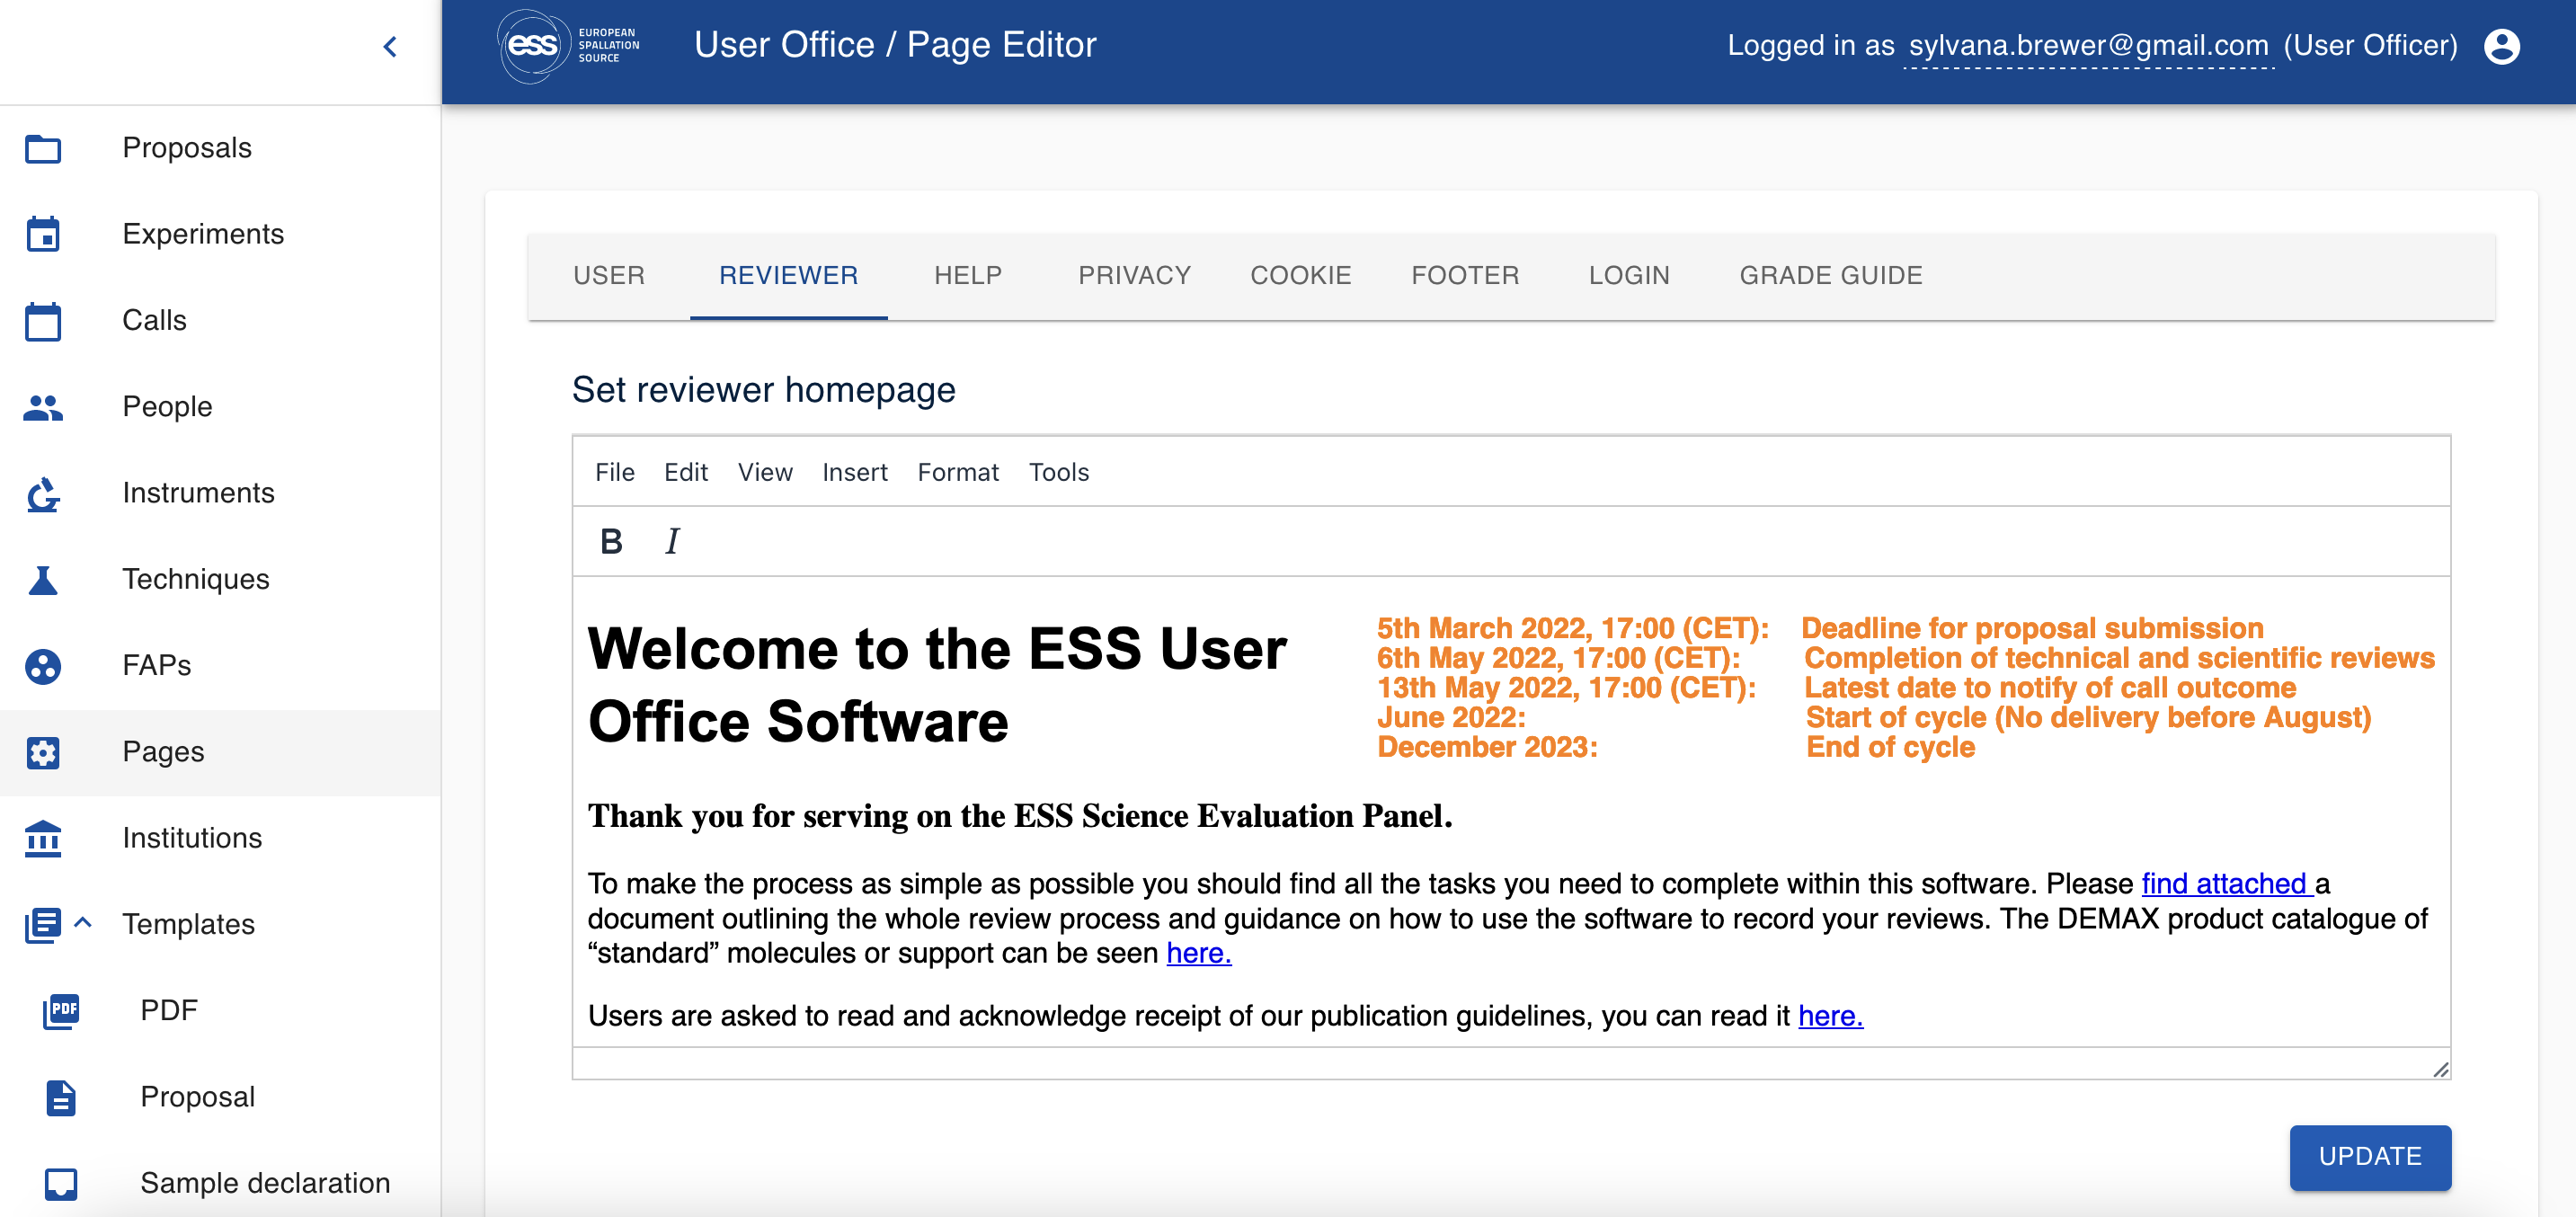 ess EUROPEAN SPALLATION SOURCE
User Office / Page Editor
Logged in as sylvana.brewer@gmail.com (User Officer)
Proposals
Experiments
Calls
People
Instruments
Techniques
FAPs
Pages
Institutions
Templates
PDF
PDF
Proposal
Sample declaration
USER REVIEWER HELP PRIVACY COOKIE FOOTER LOGIN GRADE GUIDE
Set reviewer homepage
File Edit View Insert Format Tools
B I
Welcome to the ESS User
Office Software
5th March 2022, 17:00 (CET): Deadline for proposal submission
6th May 2022, 17:00 (CET): Completion of technical and scientific reviews
13th May 2022, 17:00 (CET): Latest date to notify of call outcome
June 2022: Start of cycle (No delivery before August)
December 2023: End of cycle
Thank you for serving on the ESS Science Evaluation Panel.
To make the process as simple as possible you should find all the tasks you need to complete within this software. Please find attached a
document outlining the whole review process and guidance on how to use the software to record your reviews. The DEMAX product catalogue of
“standard” molecules or support can be seen here.
Users are asked to read and acknowledge receipt of our publication guidelines, you can read it here.
UPDATE